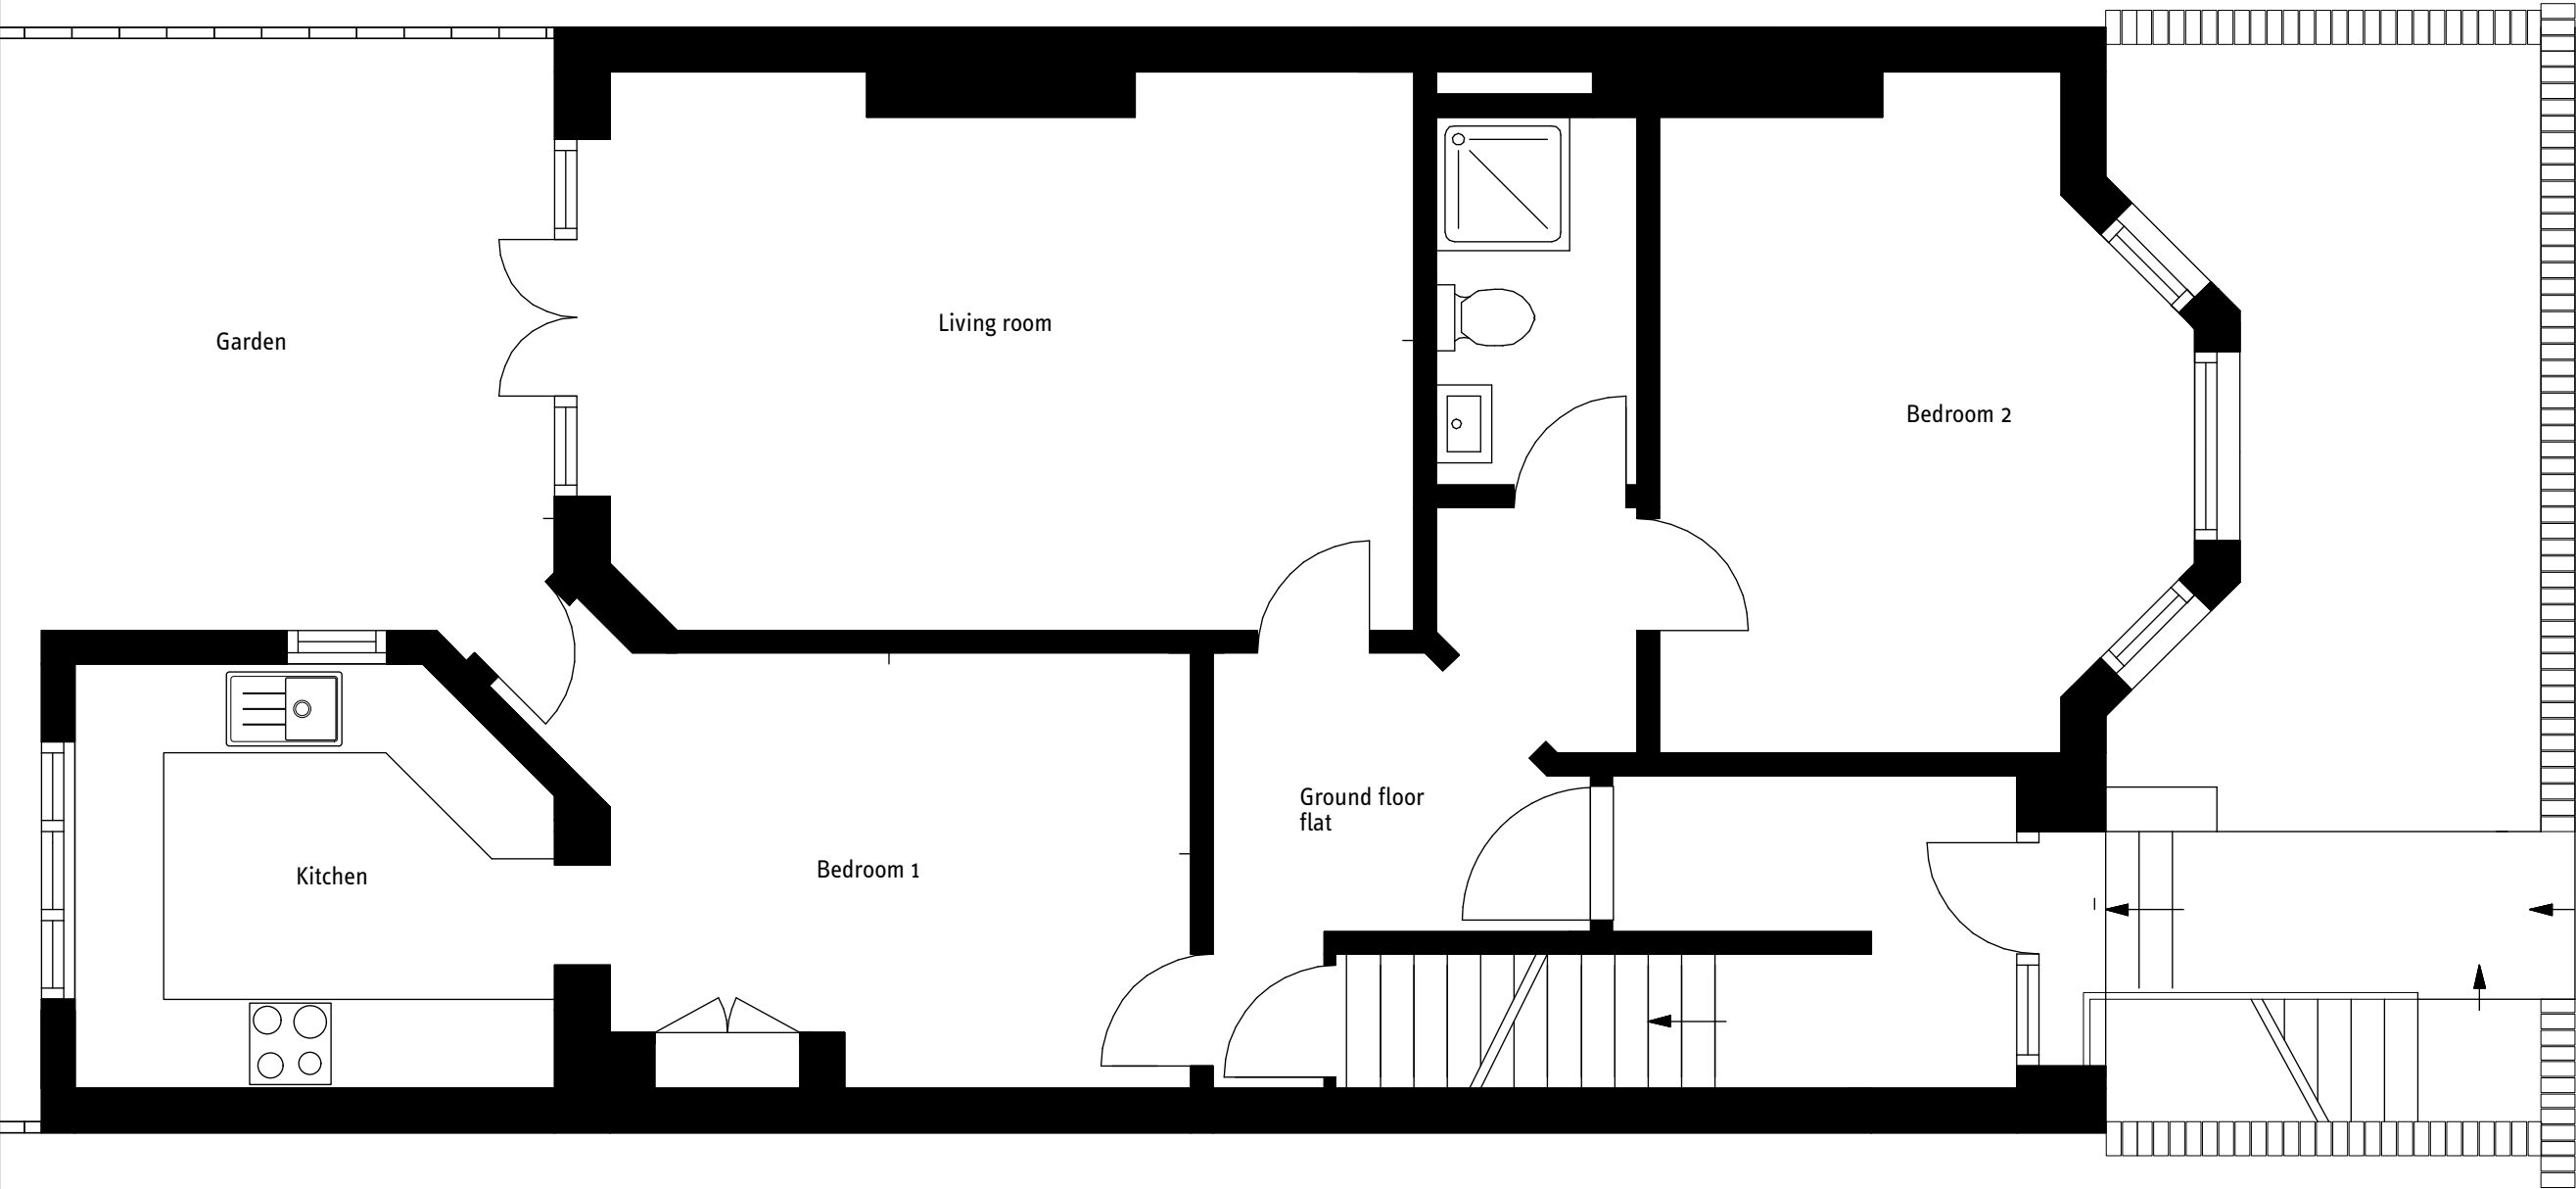 Living room
Garden
Bedroom 2
Ground floor
flat
Bedroom 1
Kitchen